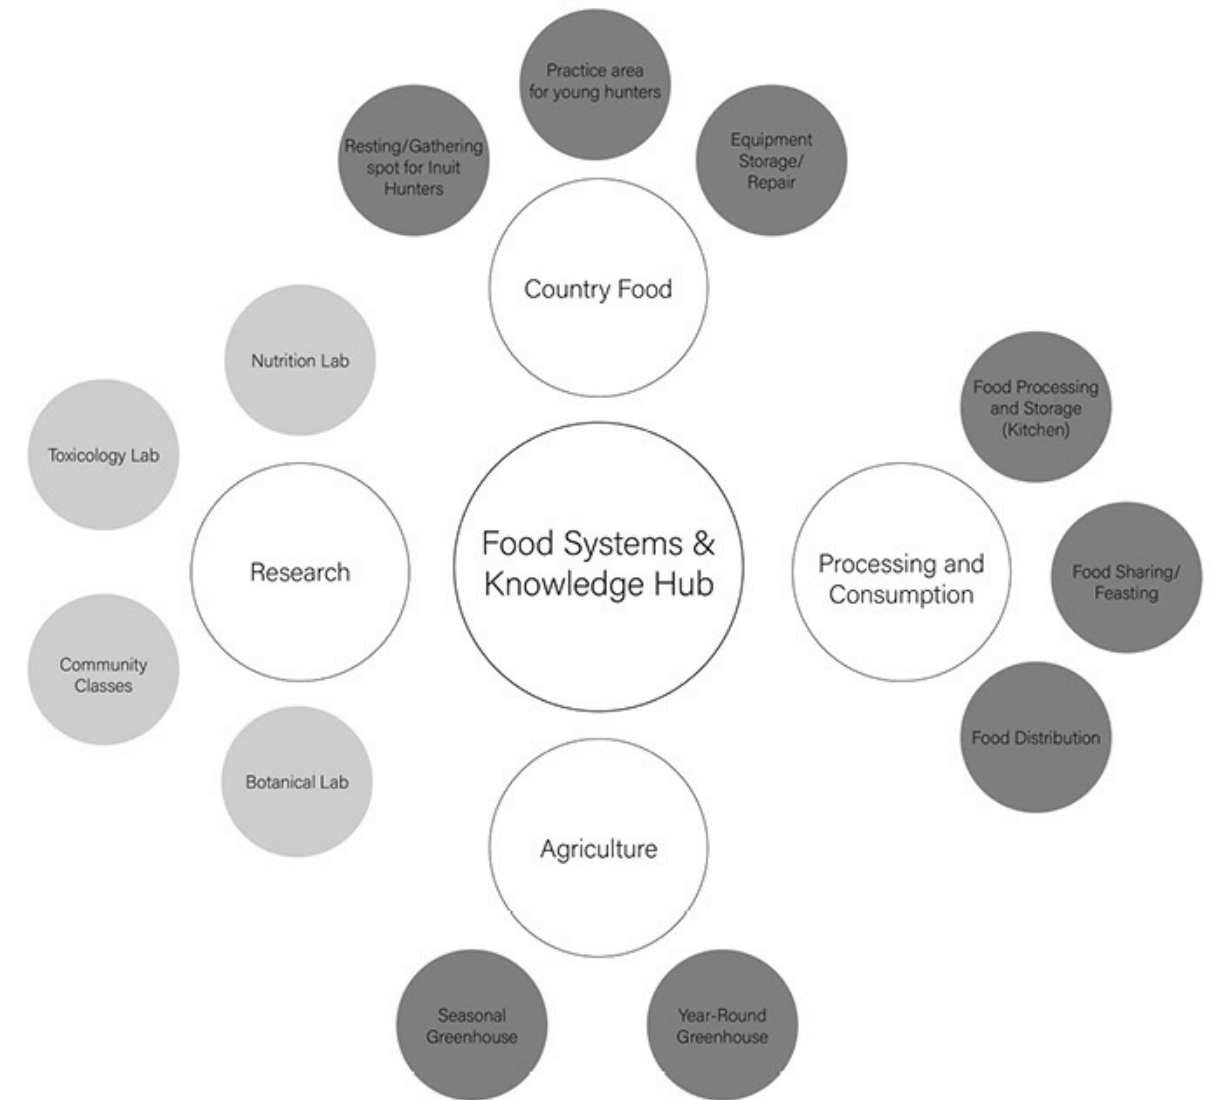 Practice area
for young hunters
Resting/Gathering
spot for Inuit
Hunters
Equipment
Storage/
Repair
Country Food
Nutrition Lab
Toxicology Lab
Research
Community
Classes
Botanical Lab
Food Systems &
Knowledge Hub
Processing and
Consumption
Food Processing
and Storage
(Kitchen)
Food Sharing/
Feasting
Food Distribution
Agriculture
Seasonal
Greenhouse
Year-Round
Greenhouse